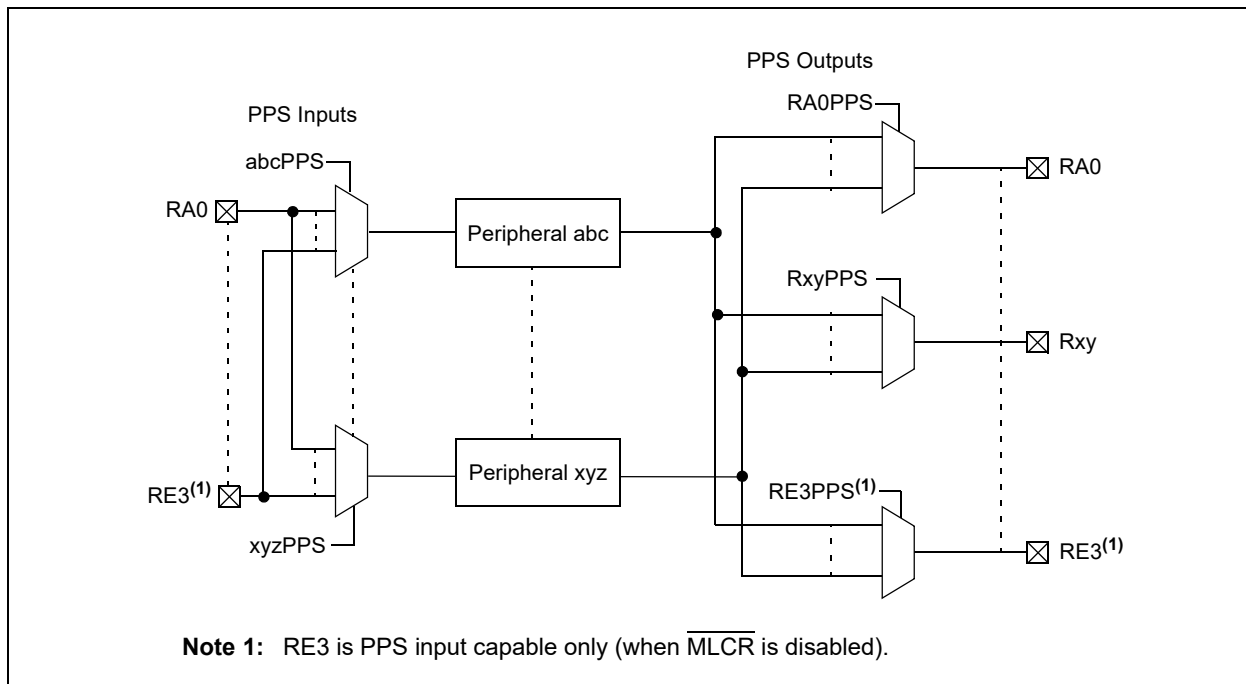 PPS Outputs
RA0PPS
PPS Inputs
abcPPS
RA0
RA0
Peripheral abc
RxyPPS
Rxy
Peripheral xyz
RE3(1)
RE3PPS(1)
xyzPPS
RE3(1)
Note 1: RE3 is PPS input capable only (when MLCR is disabled).